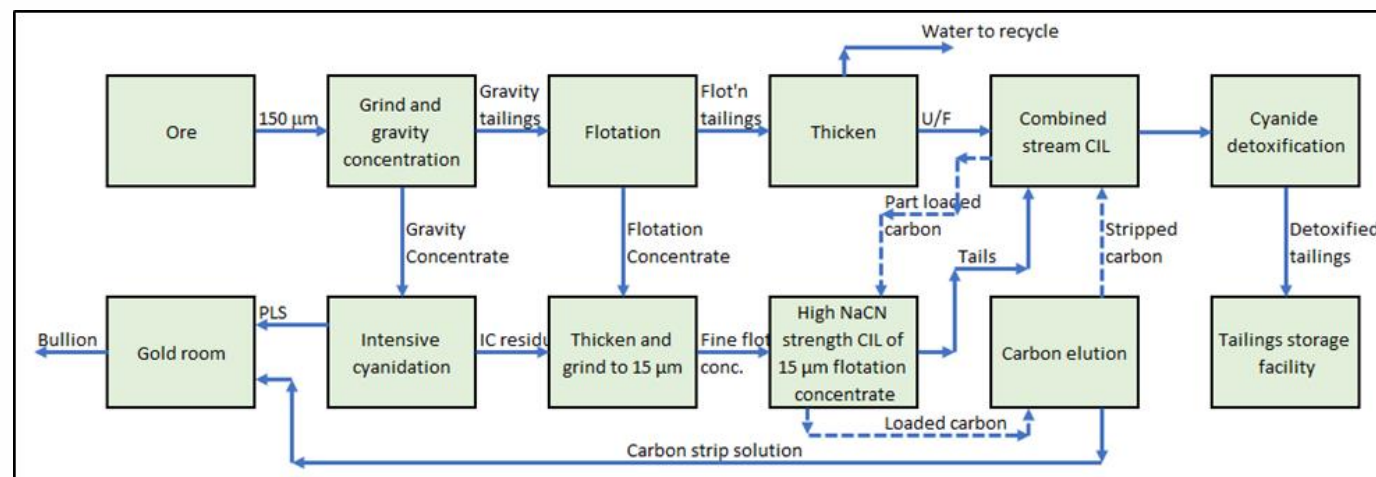 Water to recycle
Ore
150 µm
Grind and
gravity
concentration
Gravity
tailings
Flotation
Flot'n
tailings
Thicken
U/F
Combined
stream CIL
Cyanide
detoxification
Gravity
Concentrate
Flotation
Concentrate
Part loaded
carbon
Tails
Stripped
carbon
Detoxified
tailings
Bullion
Gold room
PLS
Intensive
cyanidation
IC residu
Thicken and
grind to 15 µm
Fine flot
conc.
High NaCN
strength CIL of
15 µm flotation
concentrate
Carbon elution
Tailings storage
facility
Loaded carbon
Carbon strip solution